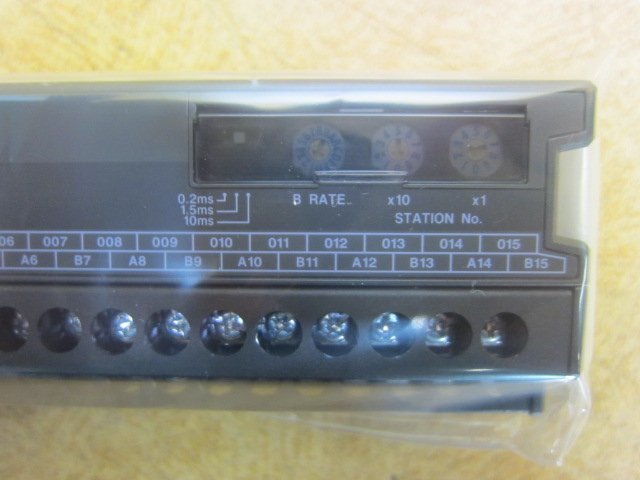 0.2ms
1.5ms
10ms
B RATE
x10
x1
STATION No.
06 007 008 009 010 011 012 013 014 015
A6 B7 A8 B9 A10 B11 A12 B13 A14 B15